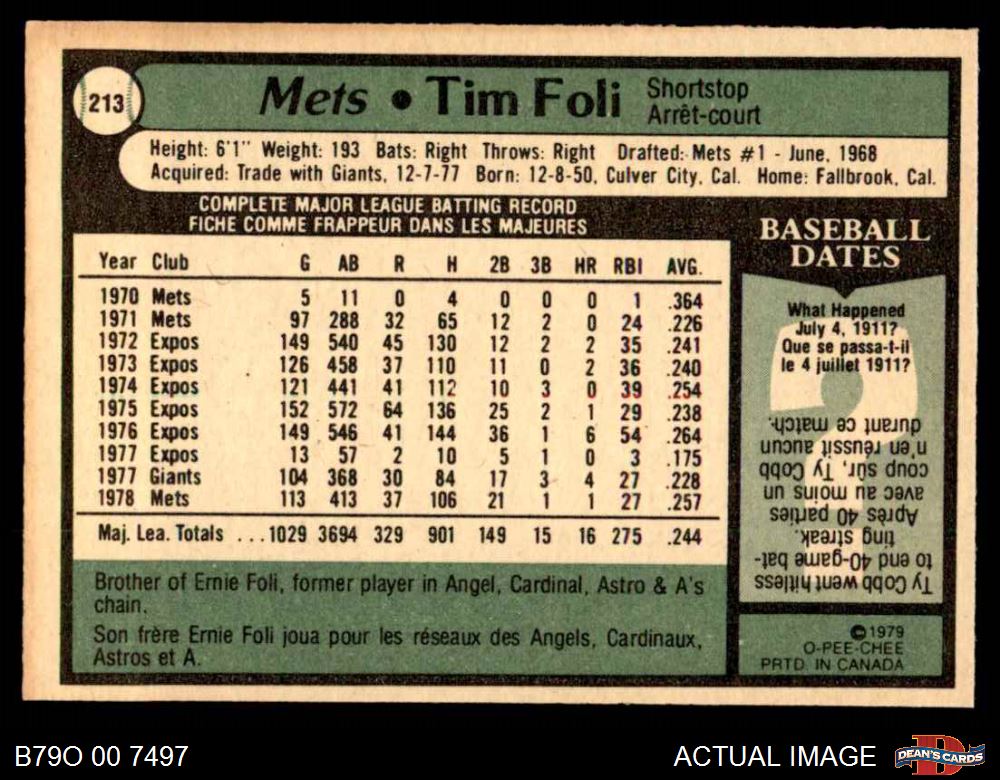 213
Mets • Tim Foli Shortstop
Arrêt-court
Height: 6'1" Weight: 193 Bats: Right Throws: Right Drafted: Mets #1 - June, 1968
Acquired: Trade with Giants, 12-7-77 Born: 12-8-50, Culver City, Cal. Home: Fallbrook, Cal.
COMPLETE MAJOR LEAGUE BATTING RECORD
FICHE COMME FRAPPEUR DANS LES MAJEURES
Year Club G AB R H 2B 3B HR RBI AVG.
1970 Mets 5 11 0 4 0 0 0 1 .364
1971 Mets 97 288 32 65 12 2 0 24 .226
1972 Expos 149 540 45 130 12 2 2 35 .241
1973 Expos 126 458 37 110 11 0 2 36 .240
1974 Expos 121 441 41 112 10 3 0 39 .254
1975 Expos 152 572 64 136 25 2 1 29 .238
1976 Expos 149 546 41 144 36 1 6 54 .264
1977 Expos 13 57 2 10 5 1 0 3 .175
1977 Giants 104 368 30 84 17 3 4 27 .228
1978 Mets 113 413 37 106 21 1 1 27 .257
Maj. Lea. Totals ...1029 3694 329 901 149 15 16 275 .244
Brother of Ernie Foli, former player in Angel, Cardinal, Astro & A's
chain.
Son frère Ernie Foli joua pour les réseaux des Angels, Cardinaux,
Astros et A.
BASEBALL
DATES
What Happened
July 4, 1911?
Que se passa-t-il
le 4 juillet 1911?
Ty Cobb went hitless
to end 40-game bat-
ting streak.
Après 40 parties
avec au moins un
coup sûr, Ty Cobb
n'en réussit aucun
durant ce match.
©1979
O-PEE-CHEE
PRTD. IN CANADA
B79O 00 7497
ACTUAL IMAGE
DEAN'S CARDS